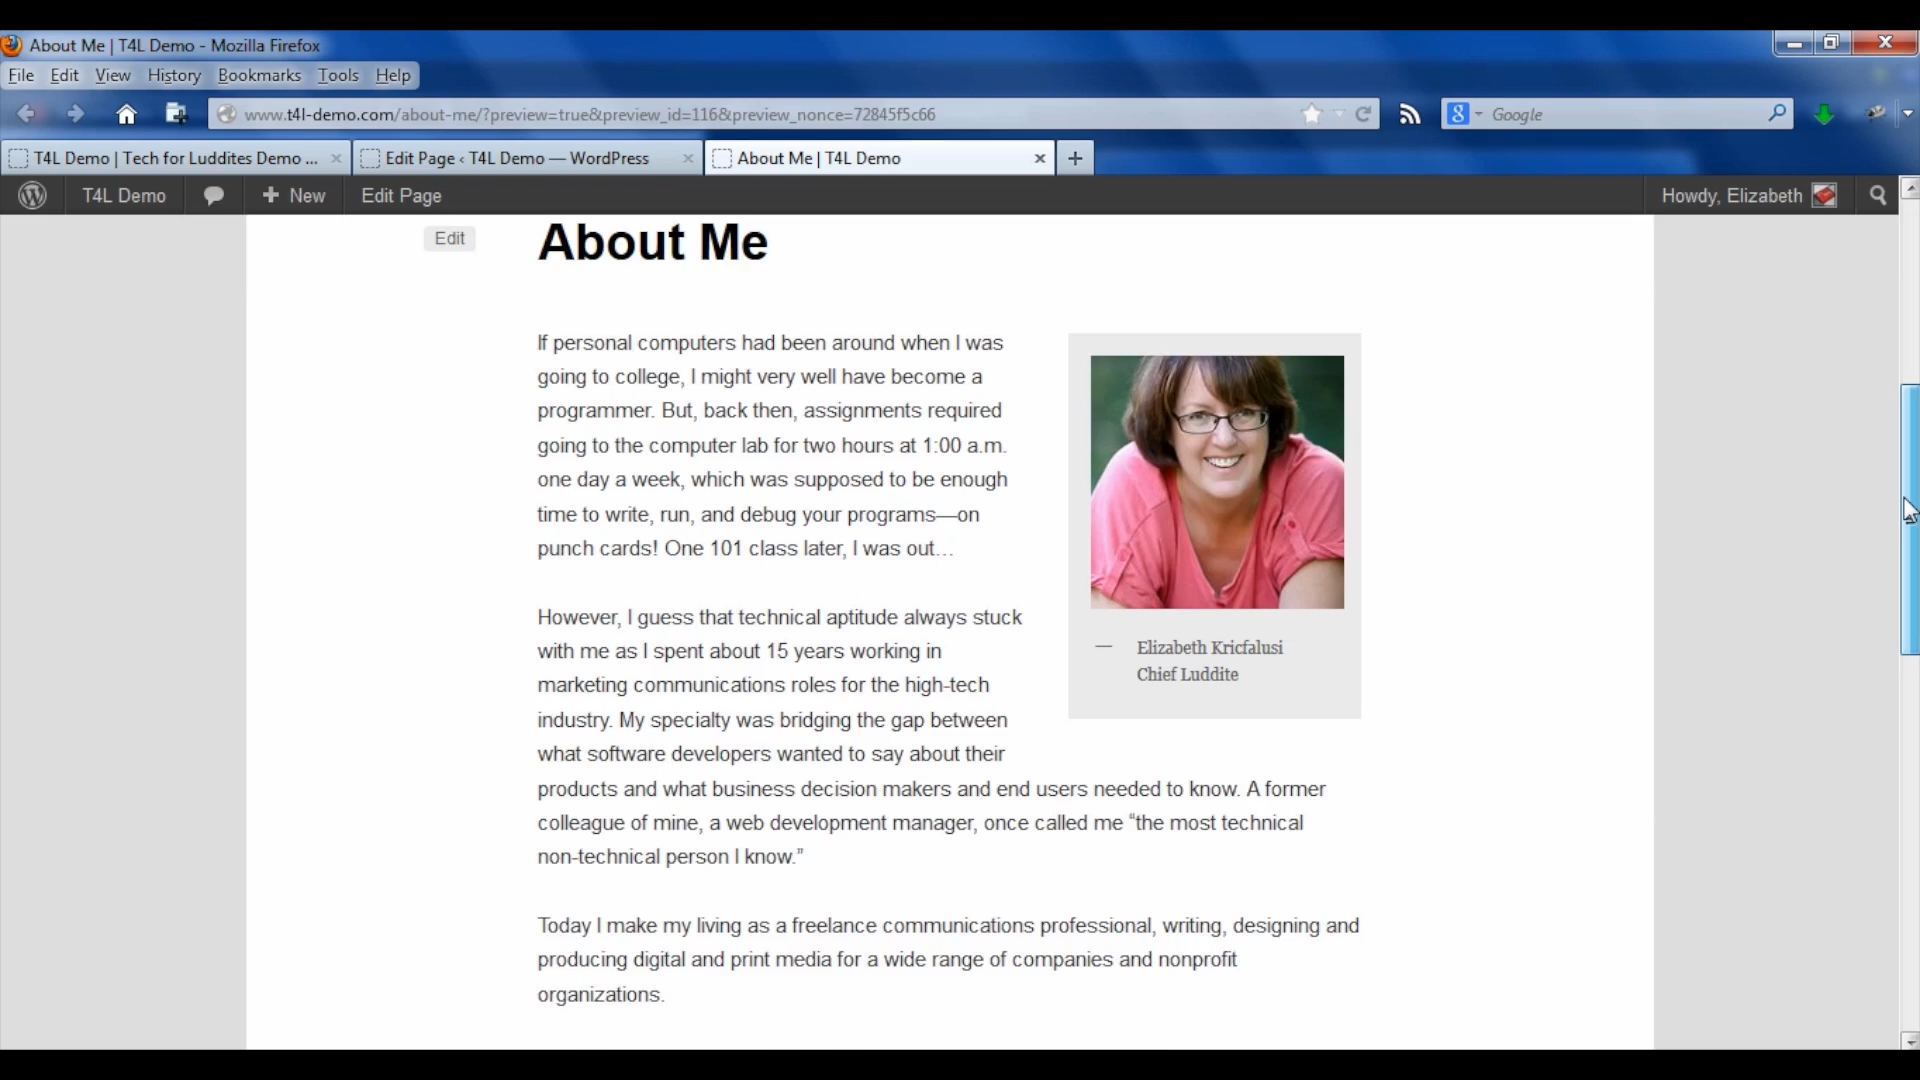 About Me | T4L Demo - Mozilla Firefox
File Edit View History Bookmarks Tools Help
www.t4l-demo.com/about-me/?preview=true&preview_id=116&preview_nonce=72845f5c66
Google
T4L Demo | Tech for Luddites Demo ...
Edit Page ‹ T4L Demo — WordPress
About Me | T4L Demo
T4L Demo
New
Edit Page
Howdy, Elizabeth
Edit
About Me
If personal computers had been around when I was
going to college, I might very well have become a
programmer. But, back then, assignments required
going to the computer lab for two hours at 1:00 a.m.
one day a week, which was supposed to be enough
time to write, run, and debug your programs—on
punch cards! One 101 class later, I was out…
However, I guess that technical aptitude always stuck
with me as I spent about 15 years working in
marketing communications roles for the high-tech
industry. My specialty was bridging the gap between
what software developers wanted to say about their
products and what business decision makers and end users needed to know. A former
colleague of mine, a web development manager, once called me “the most technical
non-technical person I know.”
— Elizabeth Kricfalusi
Chief Luddite
Today I make my living as a freelance communications professional, writing, designing and
producing digital and print media for a wide range of companies and nonprofit
organizations.